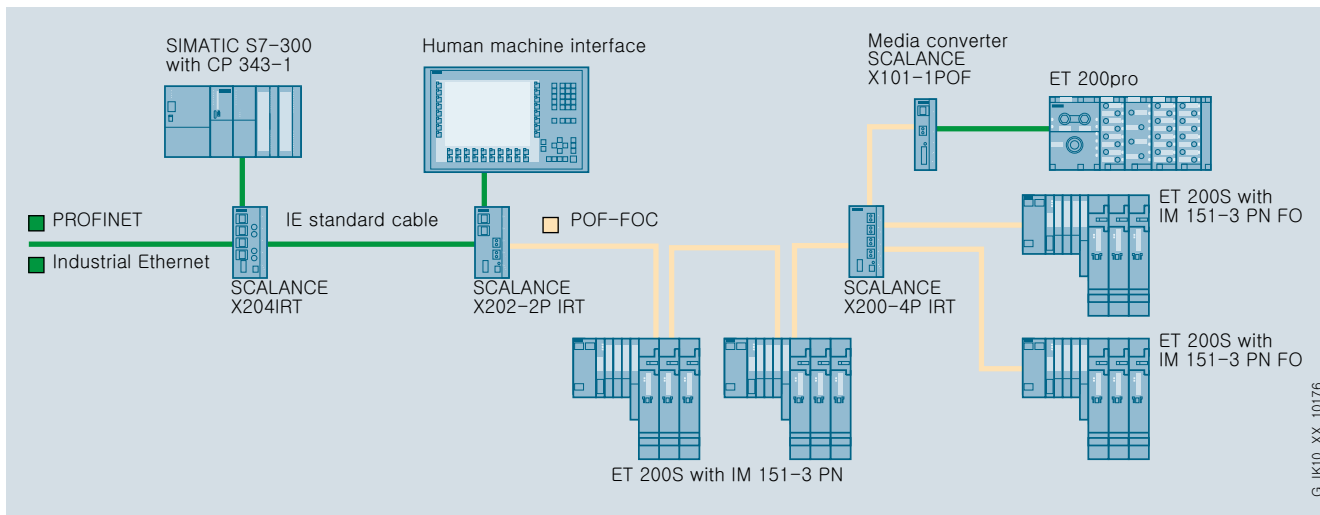 SIMATIC S7-300
with CP 343-1
Human machine interface
Media converter
SCALANCE
X101-1POF
ET 200pro
PROFINET
IE standard cable
POF-FOC
Industrial Ethernet
SCALANCE
X204IRT
SCALANCE
X202-2P IRT
SCALANCE
X200-4P IRT
ET 200S with
IM 151-3 PN FO
ET 200S with
IM 151-3 PN FO
ET 200S with IM 151-3 PN
G_IK10_XX_10176